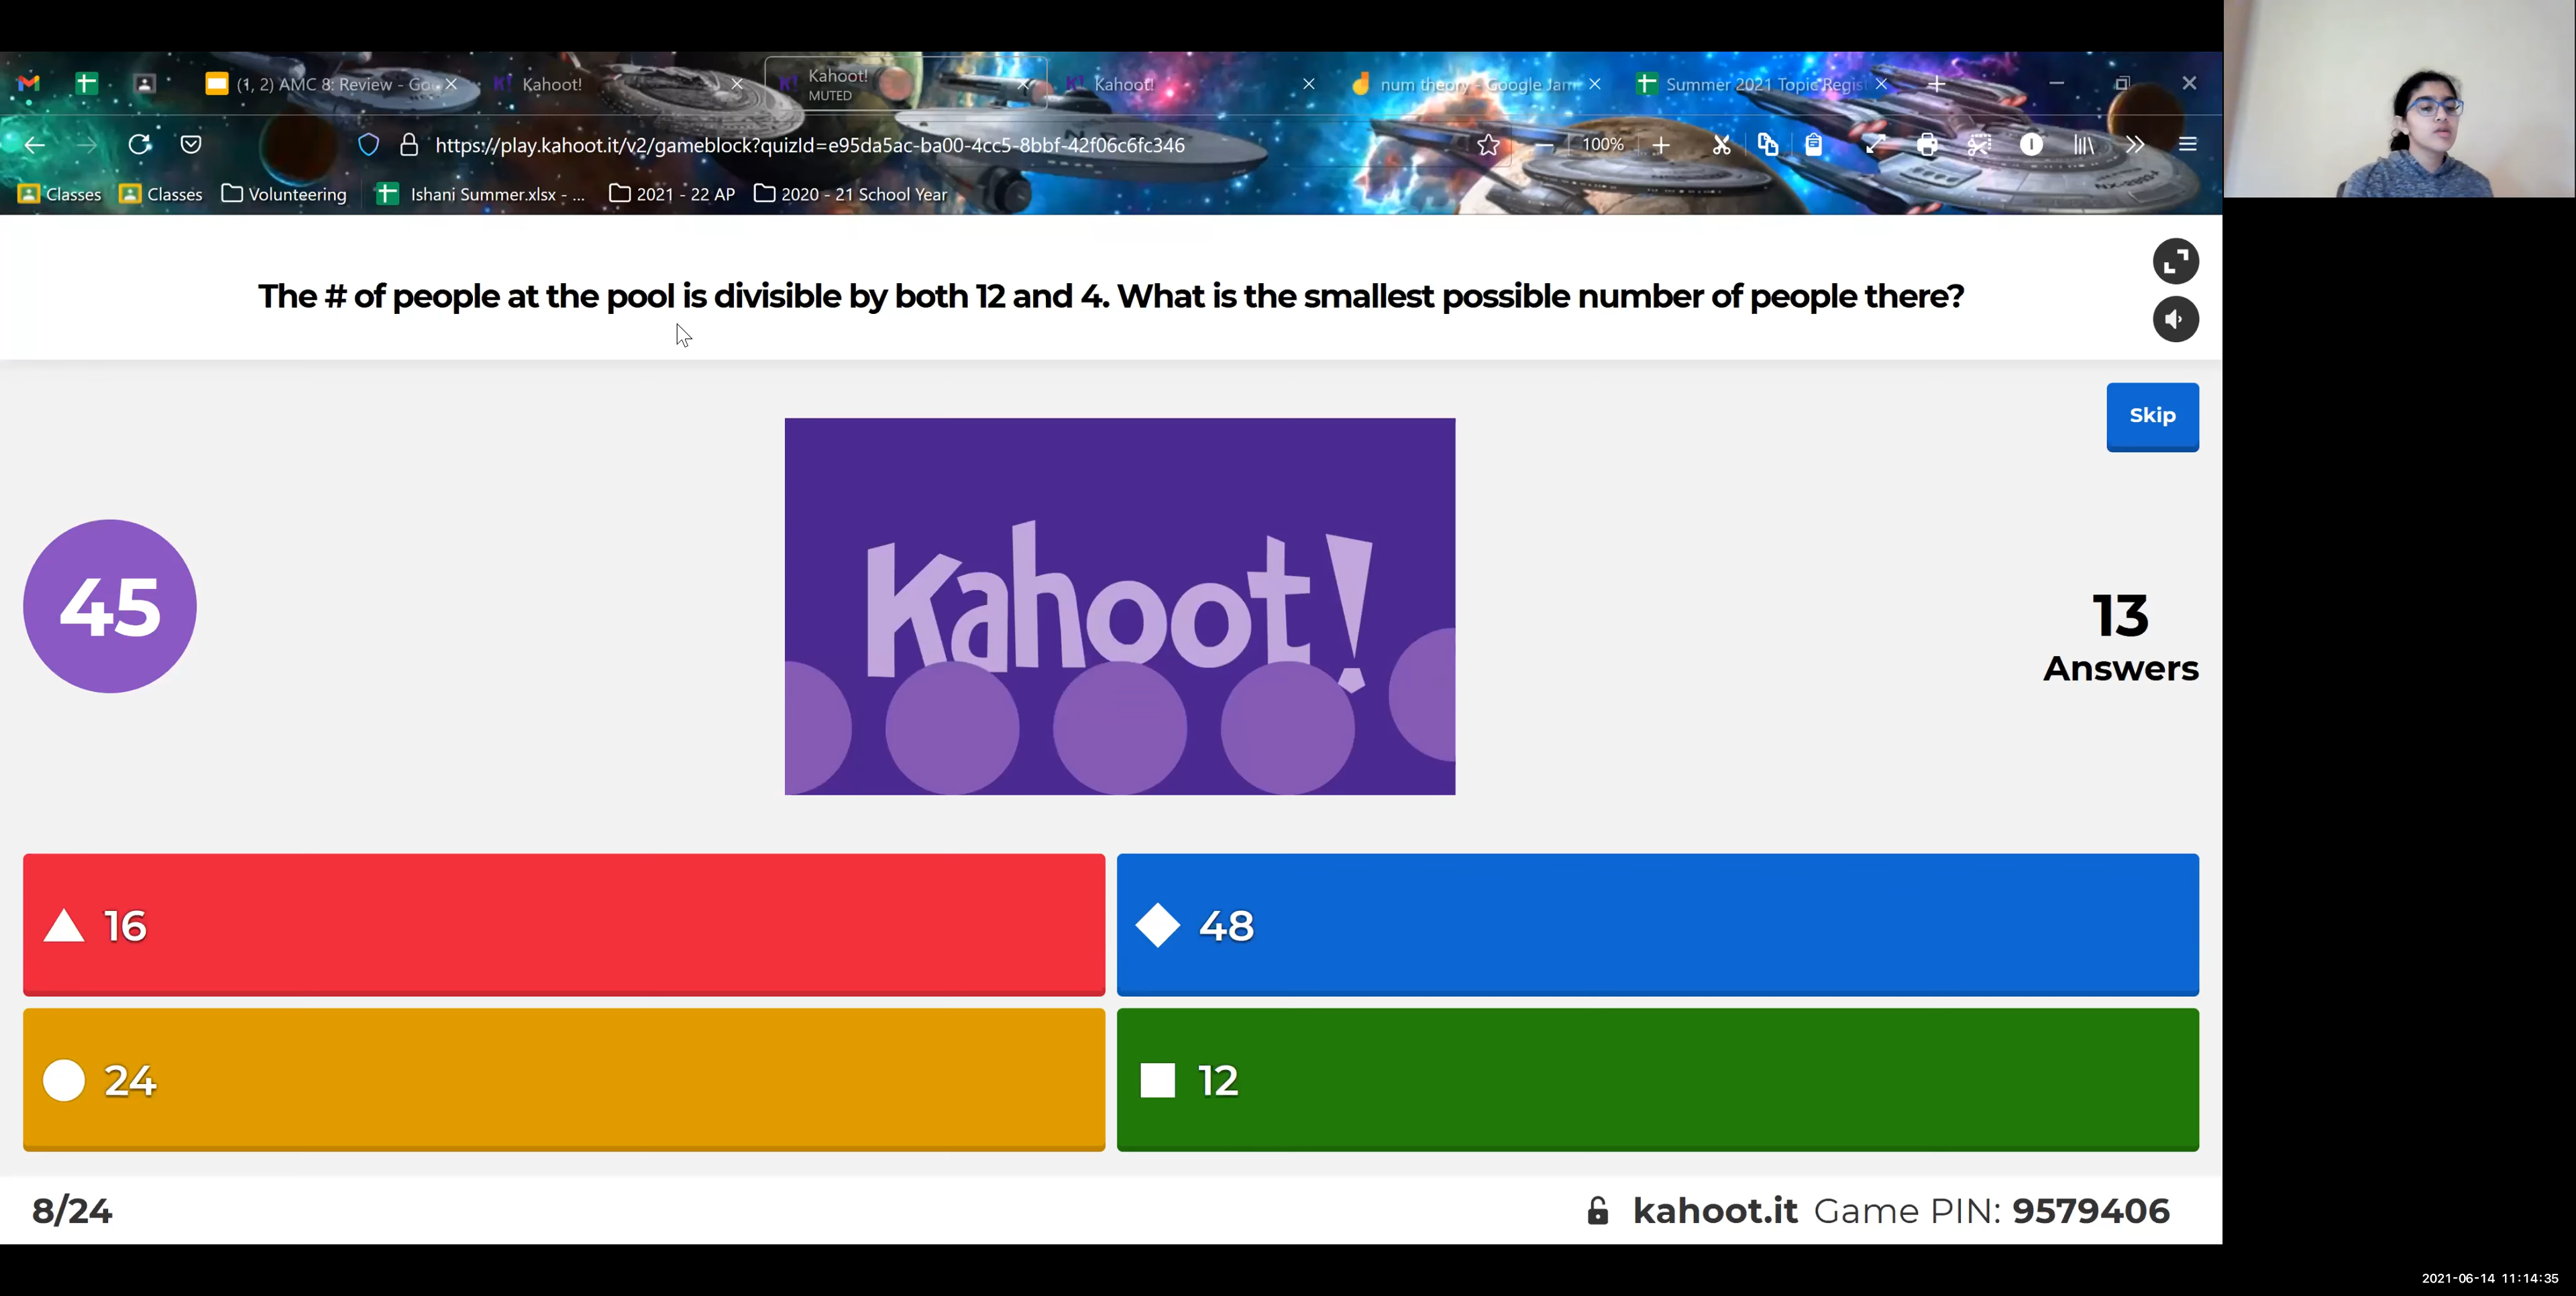 (1, 2) AMC 8: Review - Go
Kahoot!
Kahoot!
MUTED
Kahoot!
num theory - Google Jam
Summer 2021 Topic Regist
https://play.kahoot.it/v2/gameblock?quizId=e95da5ac-ba00-4cc5-8bbf-42f06c6fc346
100%
Classes
Classes
Volunteering
Ishani Summer.xlsx - ...
2021 - 22 AP
2020 - 21 School Year
The # of people at the pool is divisible by both 12 and 4. What is the smallest possible number of people there?
Skip
45
Kahoot!
13
Answers
16
48
24
12
8/24
kahoot.it Game PIN: 9579406
2021-06-14 11:14:35